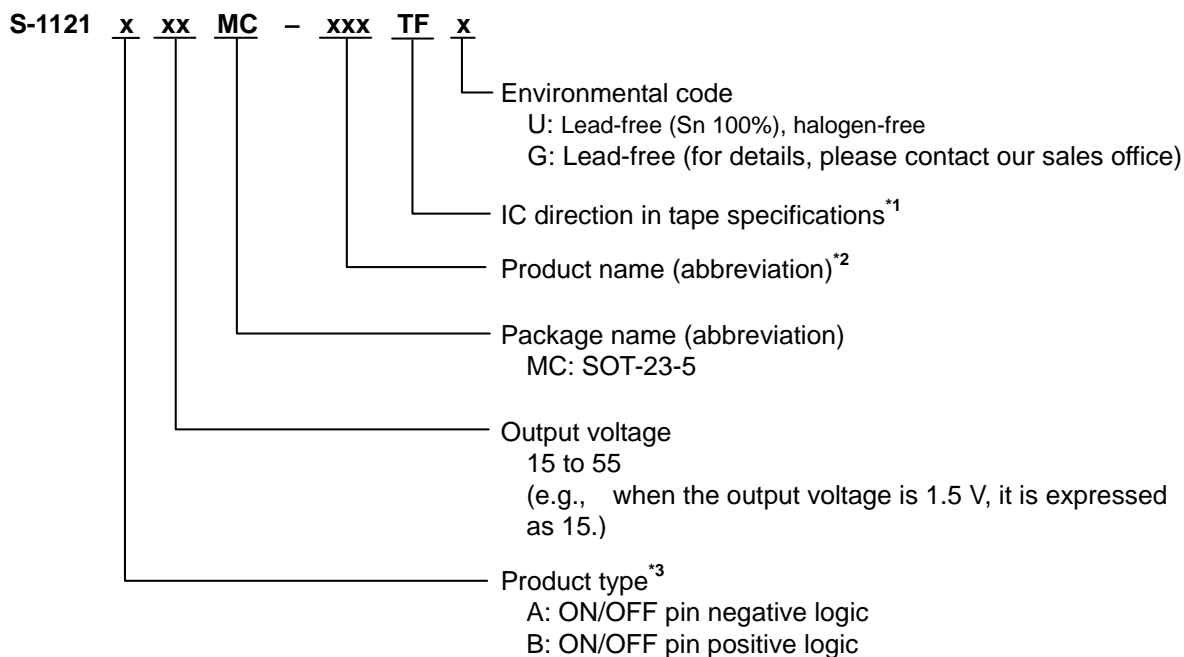 S-1121 x xx MC – xxx TF x
Environmental code
U: Lead-free (Sn 100%), halogen-free
G: Lead-free (for details, please contact our sales office)
IC direction in tape specifications*1
Product name (abbreviation)*2
Package name (abbreviation)
MC: SOT-23-5
Output voltage
15 to 55
(e.g., when the output voltage is 1.5 V, it is expressed
as 15.)
Product type*3
A: ON/OFF pin negative logic
B: ON/OFF pin positive logic